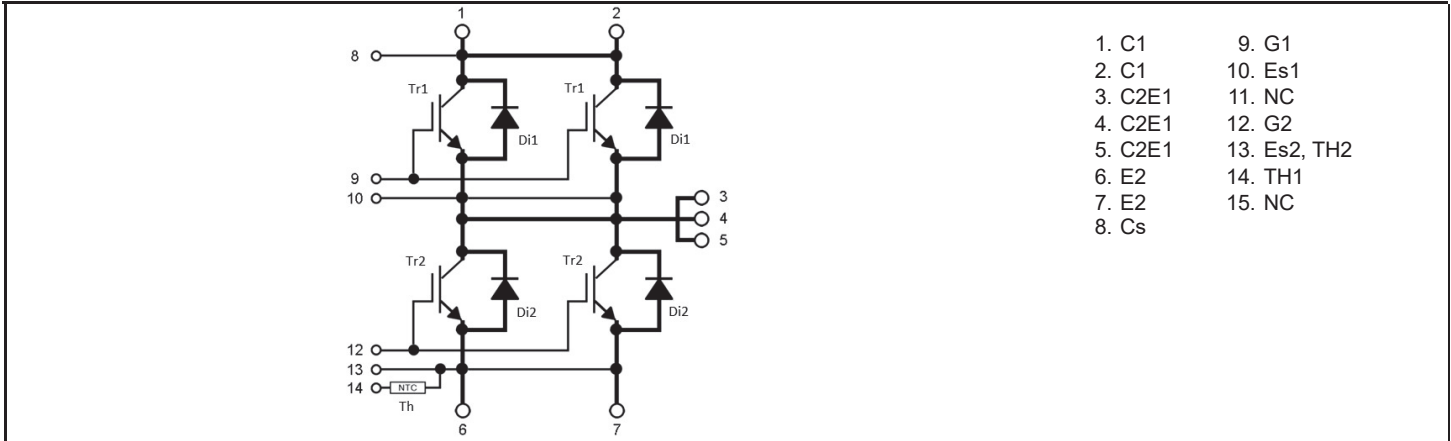 1 2
8
Tr1 Tr1
Di1 Di1
9
10
3
4
5
Tr2 Tr2
Di2 Di2
12
13
14 NTC
Th
6 7
1. C1
2. C1
3. C2E1
4. C2E1
5. C2E1
6. E2
7. E2
8. Cs
9. G1
10. Es1
11. NC
12. G2
13. Es2, TH2
14. TH1
15. NC